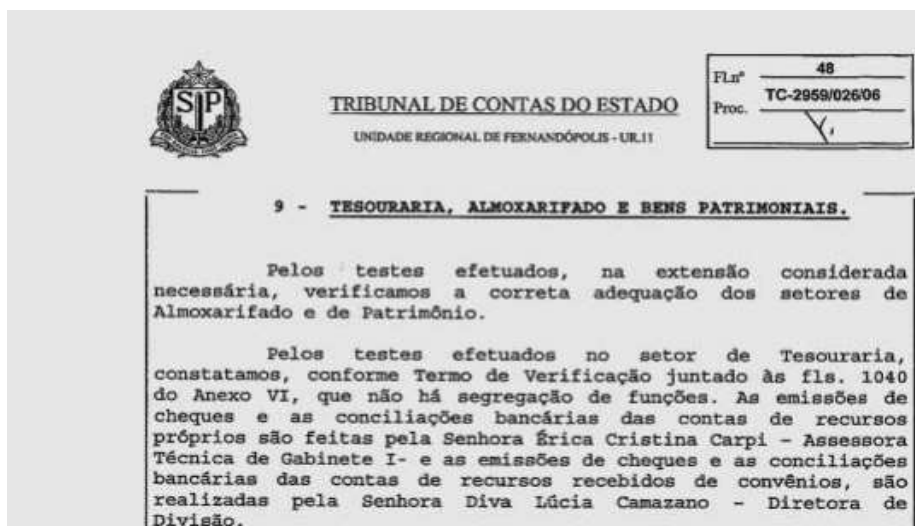 SP
TRIBUNAL DE CONTAS DO ESTADO
UNIDADE REGIONAL DE FERNANDÓPOLIS - UR.11
FLnº 48
Proc. TC-2959/026/06
9 - TESOURARIA, ALMOXARIFADO E BENS PATRIMONIAIS.
Pelos testes efetuados, na extensão considerada
necessária, verificamos a correta adequação dos setores de
Almoxarifado e de Patrimônio.
Pelos testes efetuados no setor de Tesouraria,
constatamos, conforme Termo de Verificação juntado às fls. 1040
do Anexo VI, que não há segregação de funções. As emissões de
cheques e as conciliações bancárias das contas de recursos
próprios são feitas pela Senhora Érica Cristina Carpi – Assessora
Técnica de Gabinete I- e as emissões de cheques e as conciliações
bancárias das contas de recursos recebidos de convênios, são
realizadas pela Senhora Diva Lúcia Camazano – Diretora de
Divisão.